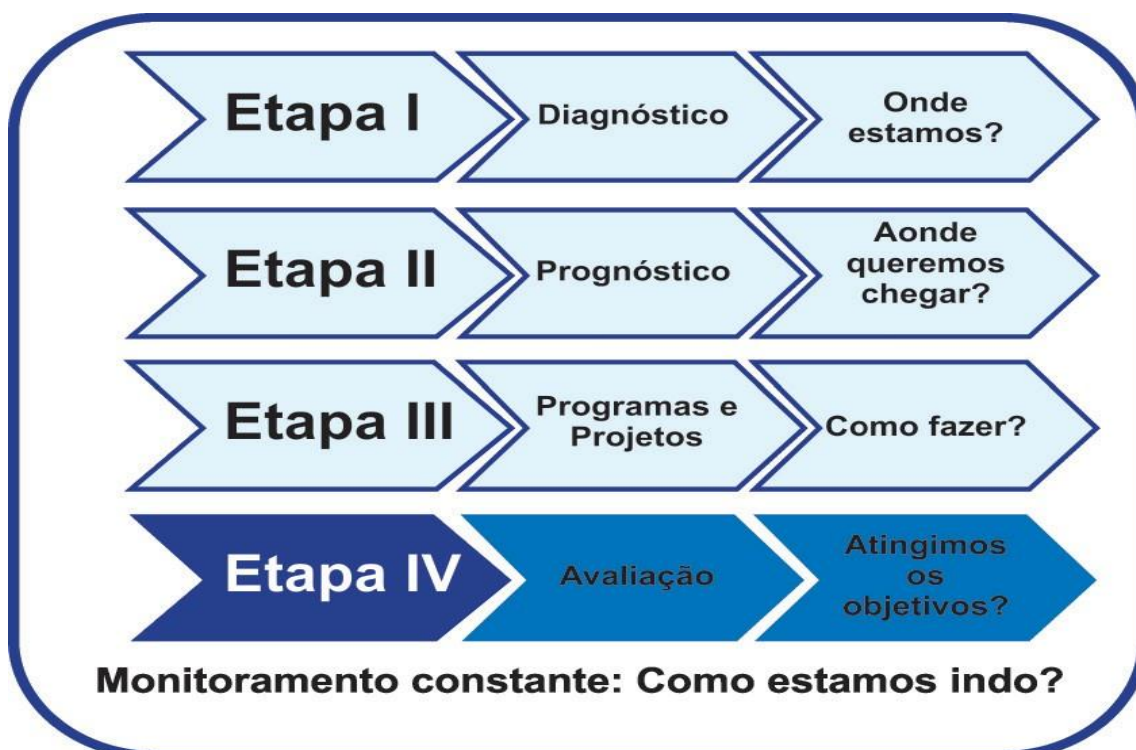 Etapa I
Diagnóstico
Onde
estamos?
Etapa II
Prognóstico
Aonde
queremos
chegar?
Etapa III
Programas e
Projetos
Como fazer?
Etapa IV
Avaliação
Atingimos
os
objetivos?
Monitoramento constante: Como estamos indo?